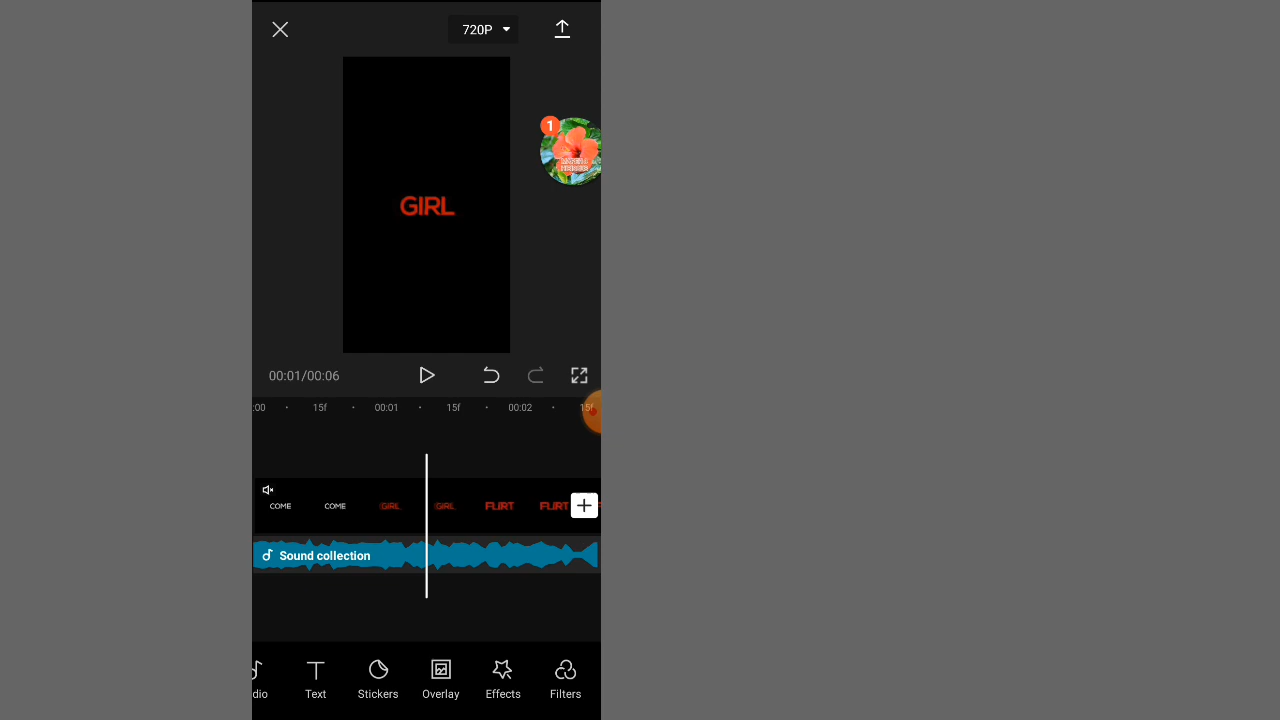 720P
1
GIRL
00:01/00:06
:00 15f 00:01 15f 00:02 15f
COME COME GIRL GIRL FLIRT FLIRT
Sound collection
dio Text Stickers Overlay Effects Filters